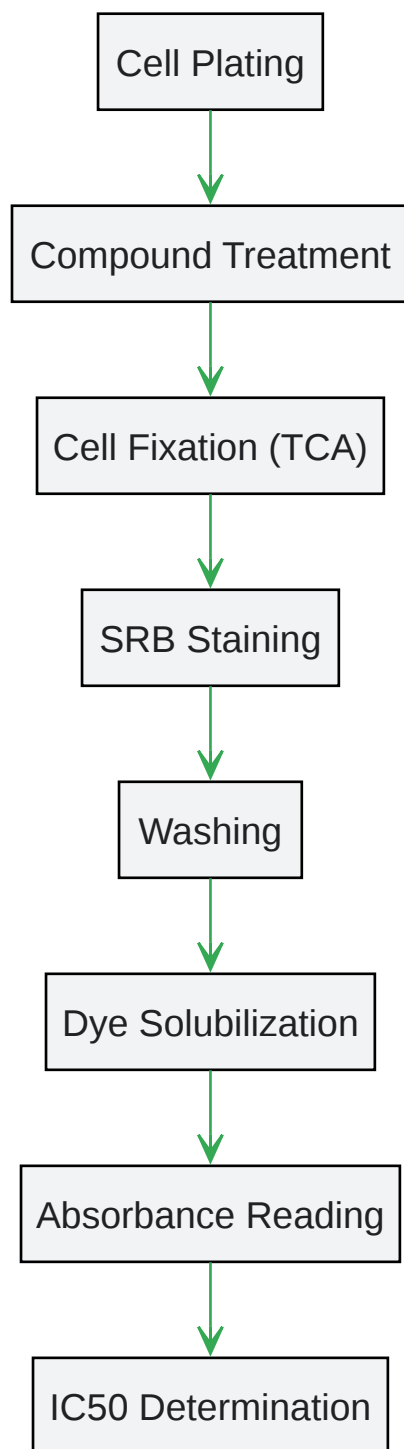 Cell Plating
Compound Treatment
Cell Fixation (TCA)
SRB Staining
Washing
Dye Solubilization
Absorbance Reading
IC50 Determination